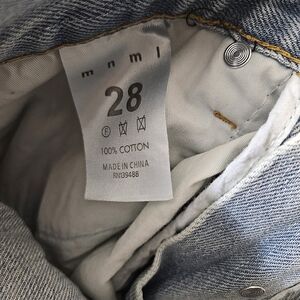 mnml
28
100% COTTON
MADE IN CHINA
RN139488